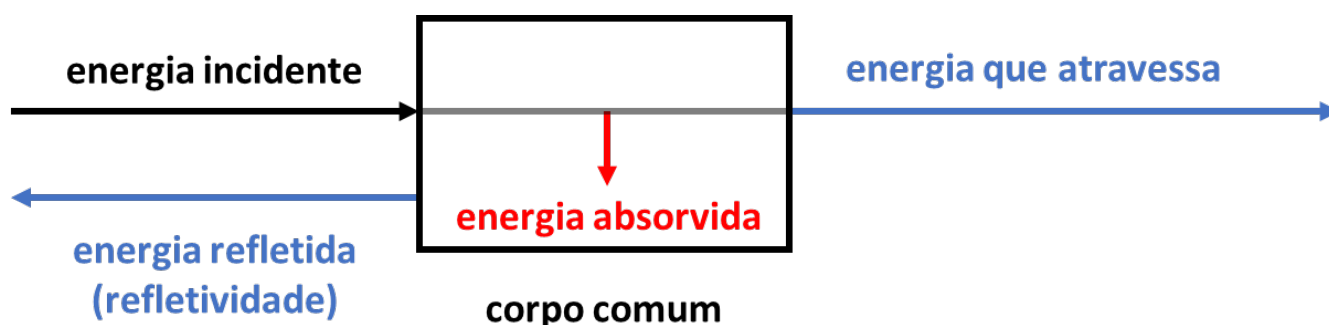 energia incidente
energia que atravessa
energia absorvida
energia refletida
(refletividade)
corpo comum